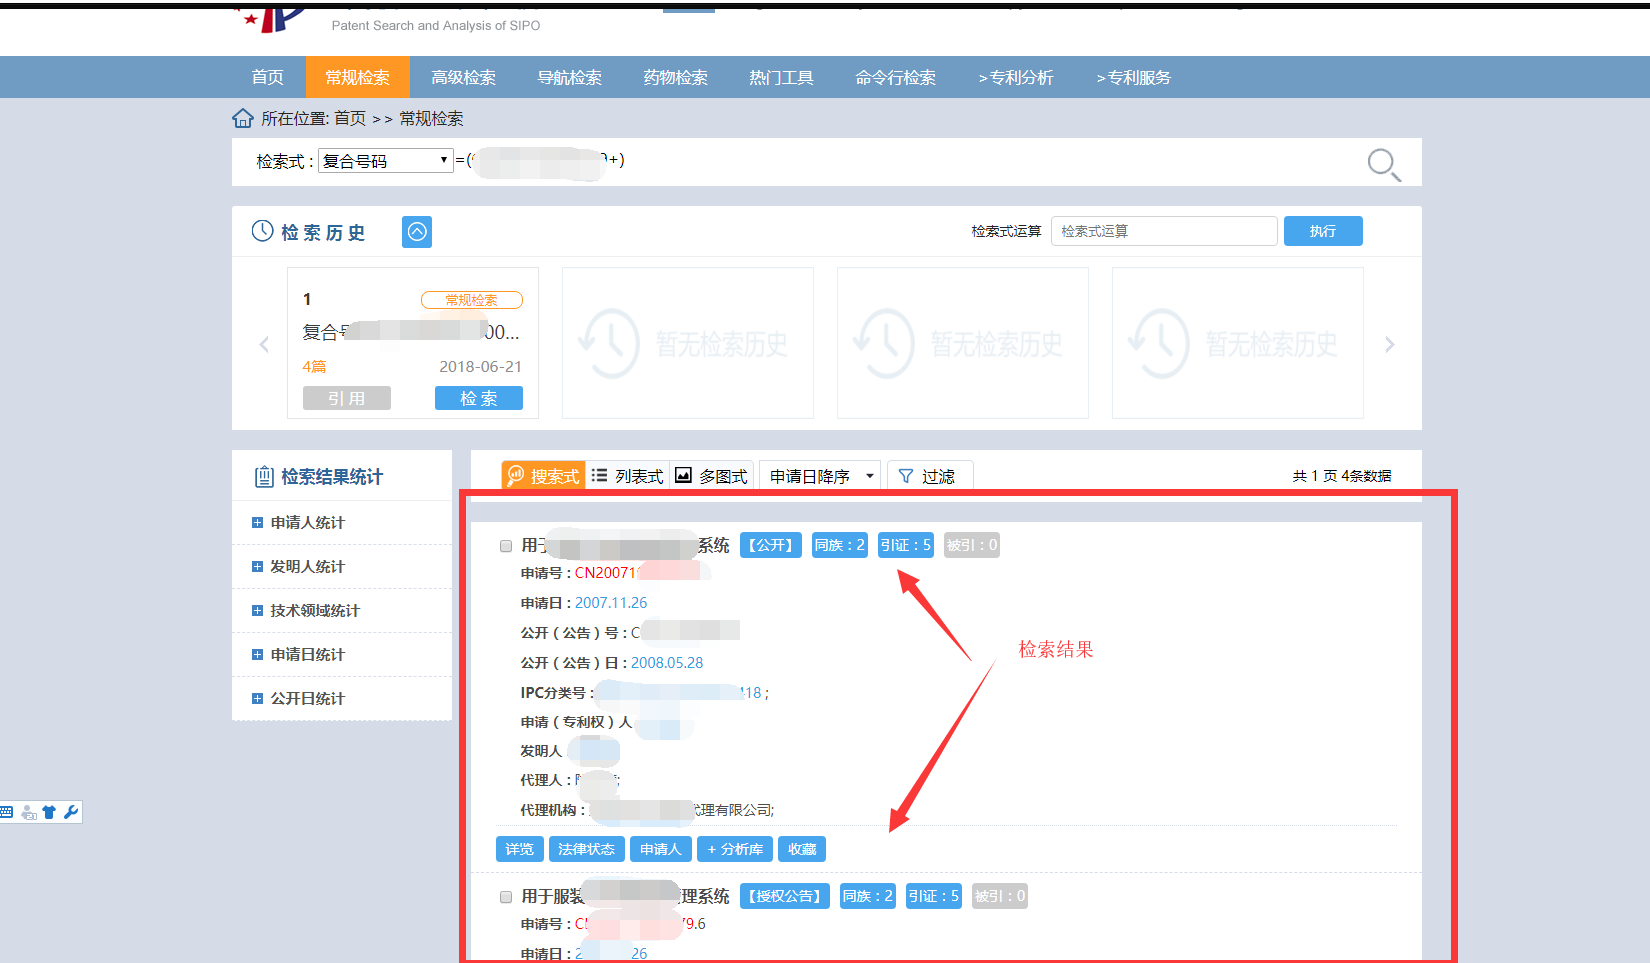 Patent Search and Analysis of SIPO
首页 常规检索 高级检索 导航检索 药物检索 热门工具 命令行检索 >专利分析 >专利服务
所在位置: 首页 >> 常规检索
检索式 : 复合号码 =( 9+)
检索历史
检索式运算 检索式运算 执行
1 常规检索
复合号 00...
4篇 2018-06-21
引用 检索
暂无检索历史
暂无检索历史
暂无检索历史
检索结果统计
申请人统计
发明人统计
技术领域统计
申请日统计
公开日统计
搜索式 列表式 多图式 申请日降序 过滤 共 1 页 4条数据
用于 系统 【公开】 同族 : 2 引证 : 5 被引 : 0
申请号 : CN20071
申请日 : 2007.11.26
公开（公告）号 : C
公开（公告）日 : 2008.05.28
IPC分类号 : 18 ;
申请（专利权）人
发明人
代理人 : ;
代理机构 : 代理有限公司;
检索结果
详览 法律状态 申请人 + 分析库 收藏
用于服装 理系统 【授权公告】 同族 : 2 引证 : 5 被引 : 0
申请号 : C 79.6
申请日 : 2 26